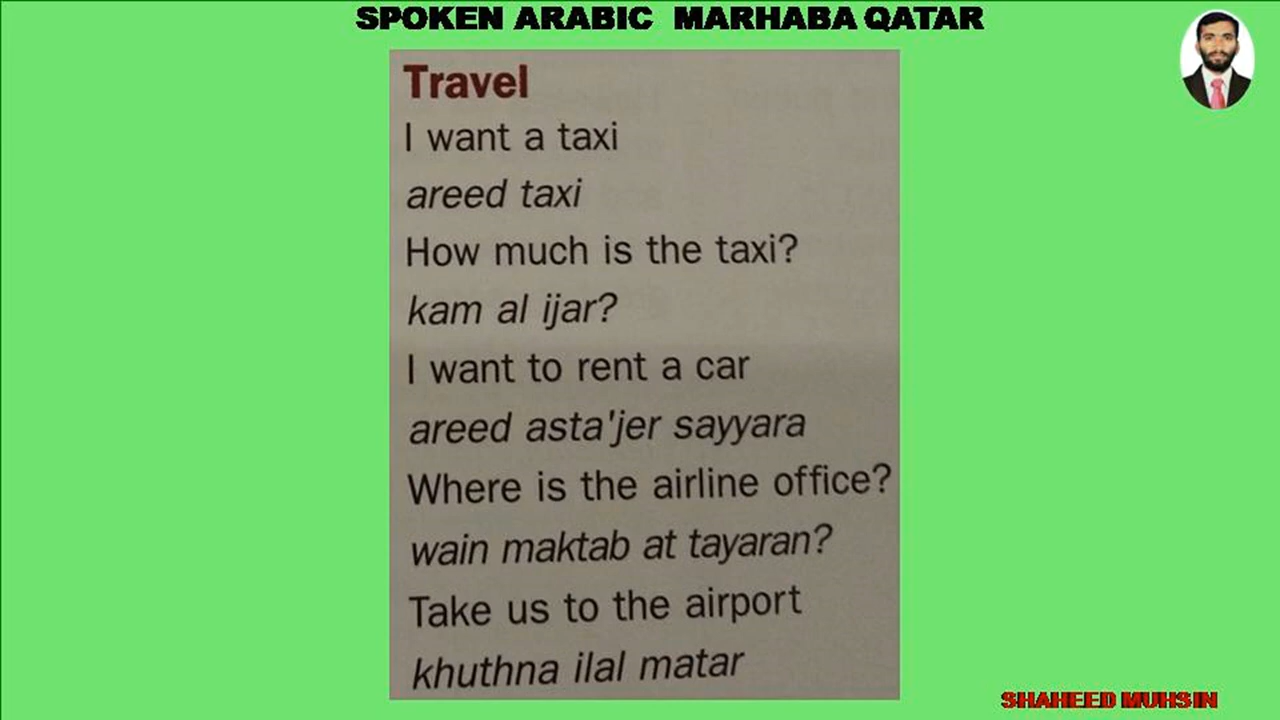 SPOKEN ARABIC MARHABA QATAR
Travel
I want a taxi
areed taxi
How much is the taxi?
kam al ijar?
I want to rent a car
areed asta'jer sayyara
Where is the airline office?
wain maktab at tayaran?
Take us to the airport
khuthna ilal matar
SHAHEED MUHSIN